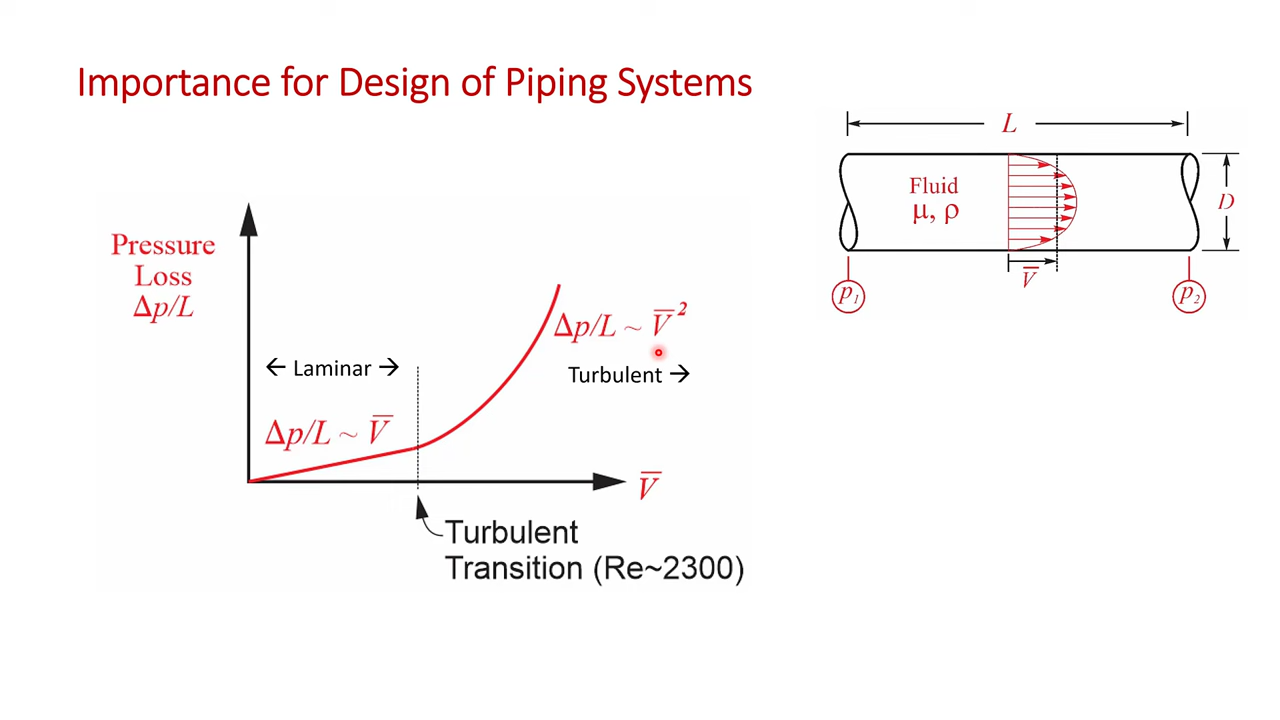 Importance for Design of Piping Systems
L
Fluid
μ, ρ
D
V̅
p₁
p₂
Pressure
Loss
Δp/L
Δp/L ~ V̅²
← Laminar →
Turbulent →
Δp/L ~ V̅
V̅
Turbulent
Transition (Re~2300)